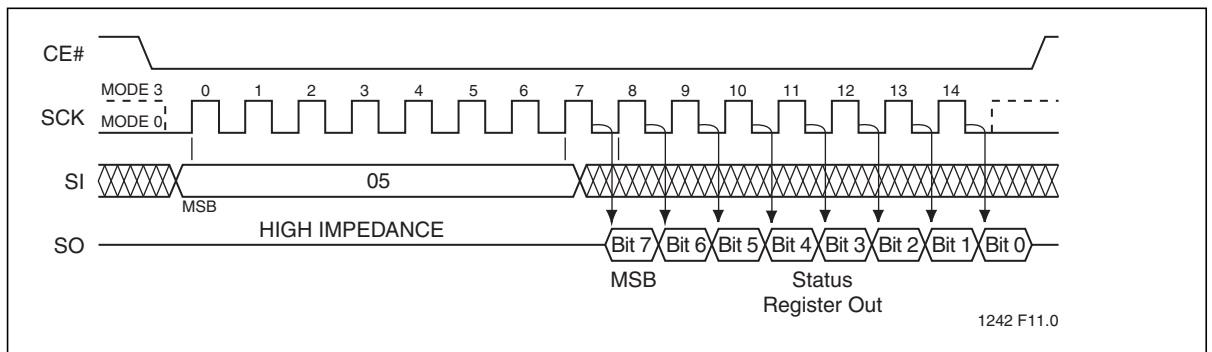 CE#
MODE 3
0 1 2 3 4 5 6 7 8 9 10 11 12 13 14
SCK
MODE 0
SI
05
MSB
HIGH IMPEDANCE
SO
Bit 7 Bit 6 Bit 5 Bit 4 Bit 3 Bit 2 Bit 1 Bit 0
MSB
Status
Register Out
1242 F11.0